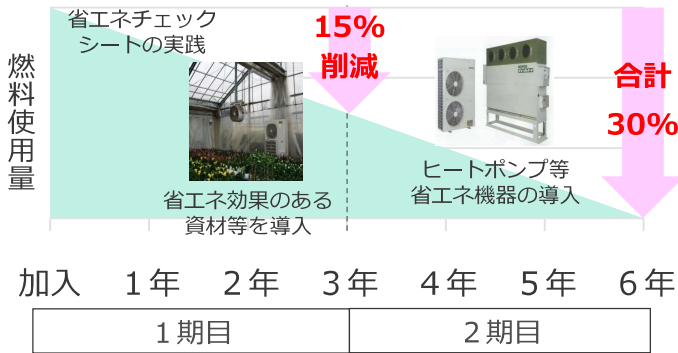 省エネチェック
シートの実践
15%
削減
合計
30%
燃料使用量
省エネ効果のある
資材等を導入
ヒートポンプ等
省エネ機器の導入
加入 1年 2年 3年 4年 5年 6年
1期目 2期目